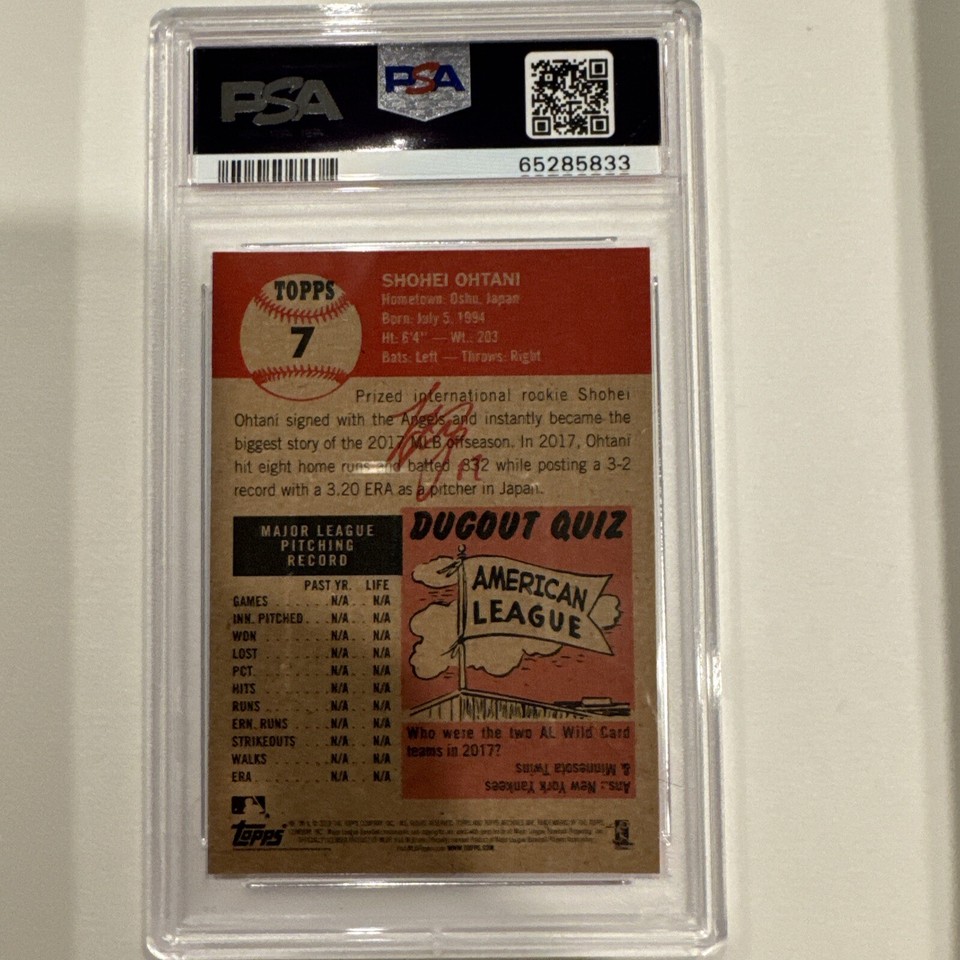 PSA PSA
65285833
TOPPS
7
SHOHEI OHTANI
Hometown: Oshu, Japan
Born: July 5, 1994
Ht: 6'4" — Wt.: 203
Bats: Left — Throws: Right
Prized international rookie Shohei
Ohtani signed with the Angels and instantly became the
biggest story of the 2017 MLB offseason. In 2017, Ohtani
hit eight home runs and batted .332 while posting a 3-2
record with a 3.20 ERA as a pitcher in Japan.
MAJOR LEAGUE
PITCHING
RECORD
PAST YR. LIFE
GAMES N/A N/A
INN. PITCHED N/A N/A
WON N/A N/A
LOST N/A N/A
PCT. N/A N/A
HITS N/A N/A
RUNS N/A N/A
ERN. RUNS N/A N/A
STRIKEOUTS N/A N/A
WALKS N/A N/A
ERA N/A N/A
DUGOUT QUIZ
AMERICAN
LEAGUE
Who were the two AL Wild Card
teams in 2017?
Ans.: New York Yankees
& Minnesota Twins
TOPPS
WWW.TOPPS.COM